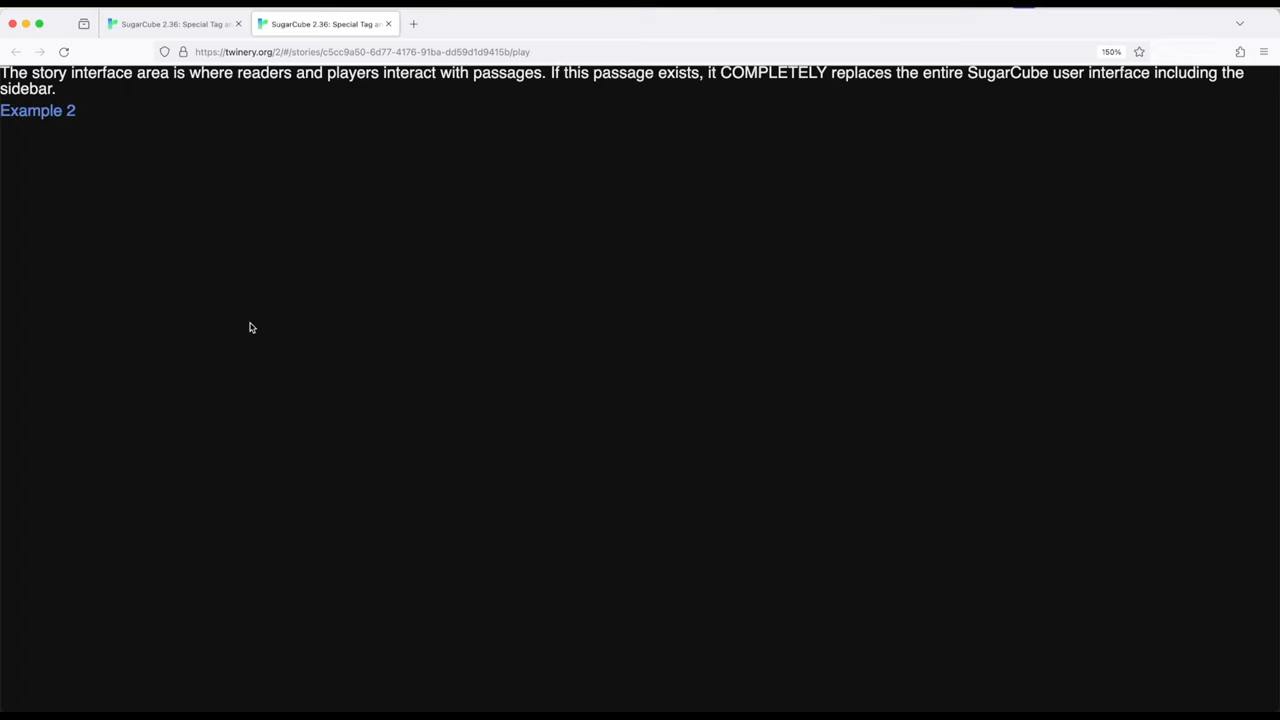 SugarCube 2.36: Special Tag a
SugarCube 2.36: Special Tag ar
https://twinery.org/2/#/stories/c5cc9a50-6d77-4176-91ba-dd59d1d9415b/play
150%
The story interface area is where readers and players interact with passages. If this passage exists, it COMPLETELY replaces the entire SugarCube user interface including the
sidebar.
Example 2